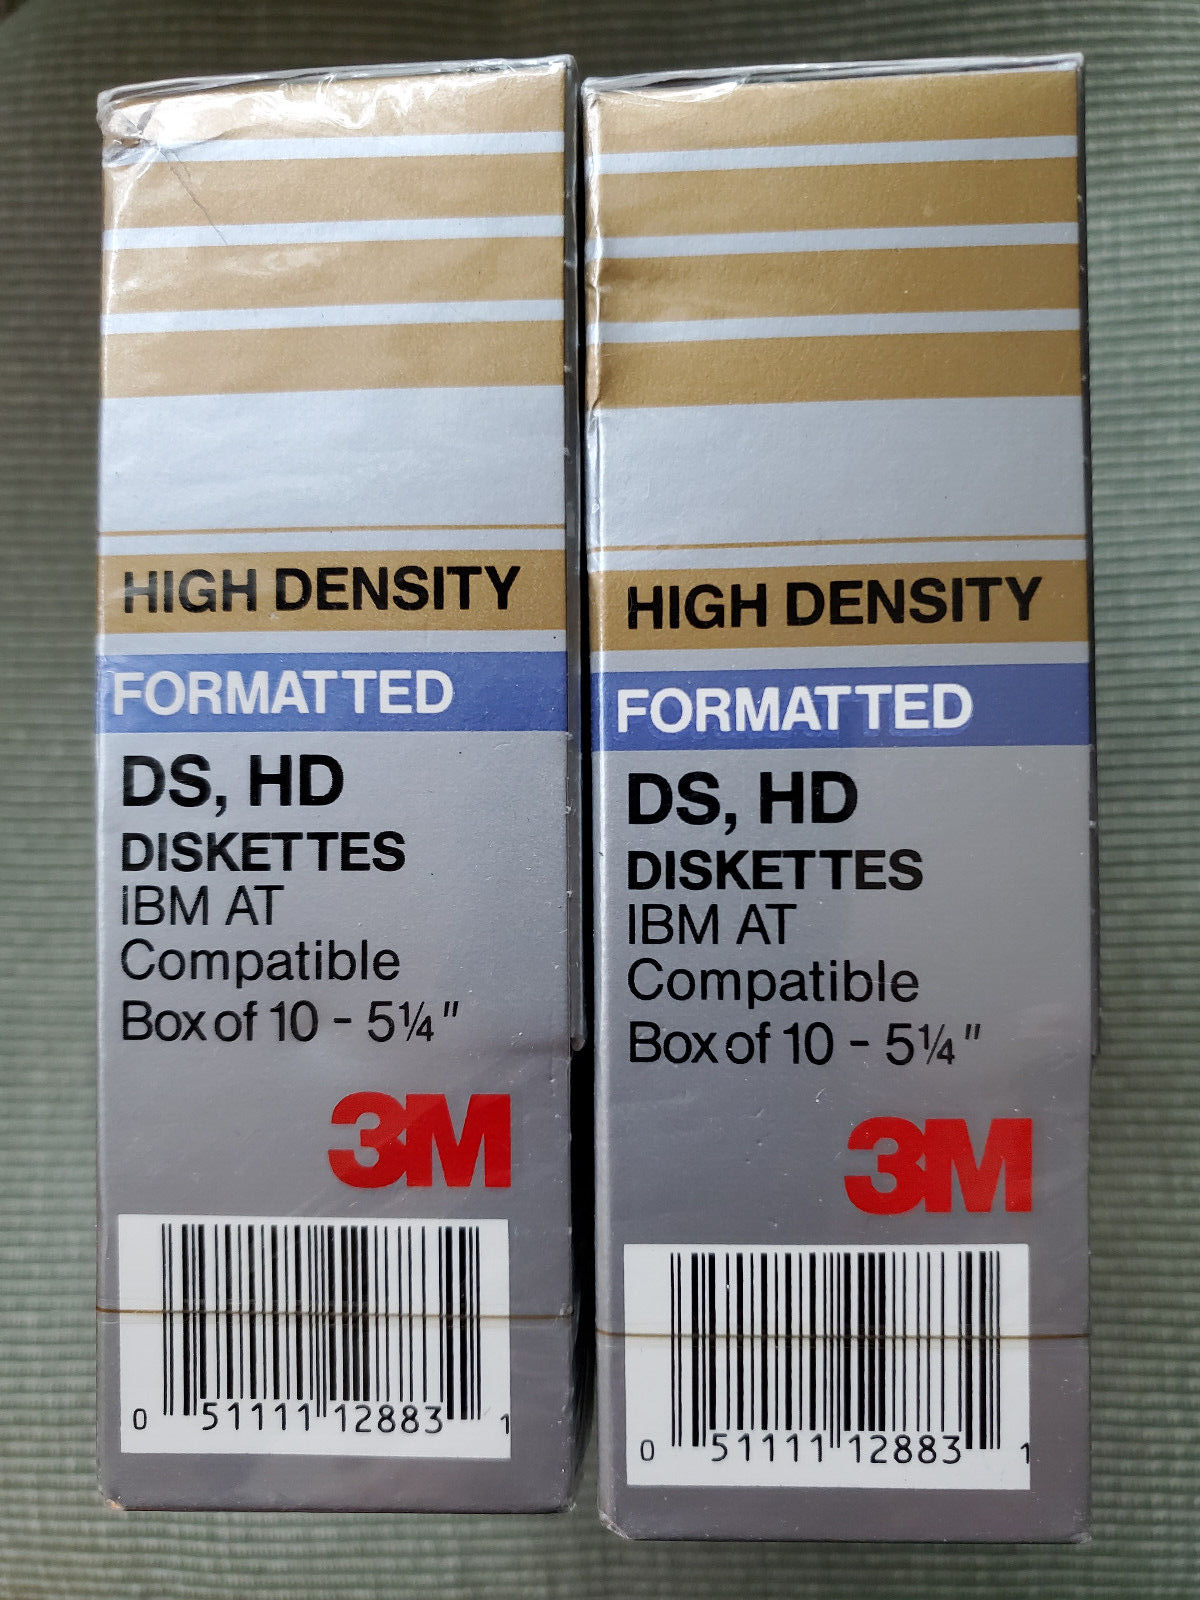 HIGH DENSITY
FORMATTED
DS, HD
DISKETTES
IBM AT
Compatible
Box of 10 - 5¼"
3M
0 51111 12883 1
HIGH DENSITY
FORMATTED
DS, HD
DISKETTES
IBM AT
Compatible
Box of 10 - 5¼"
3M
0 51111 12883 1